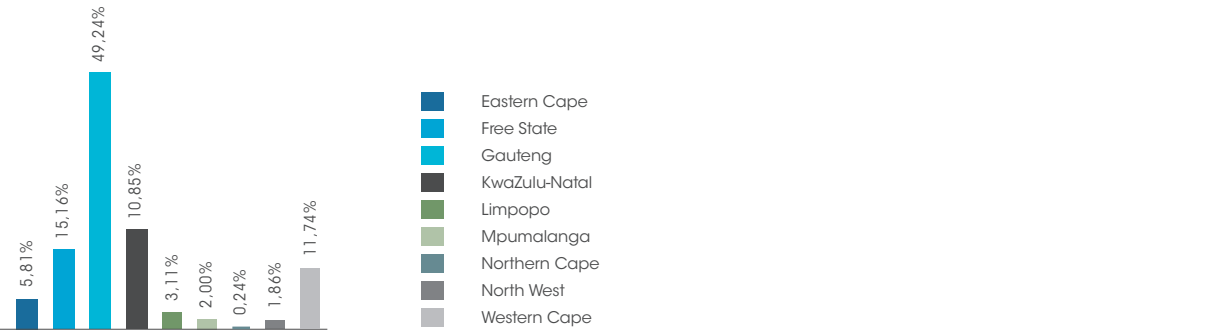 5,81%
15,16%
49,24%
10,85%
3,11%
2,00%
0,24%
1,86%
11,74%
Eastern Cape
Free State
Gauteng
KwaZulu-Natal
Limpopo
Mpumalanga
Northern Cape
North West
Western Cape